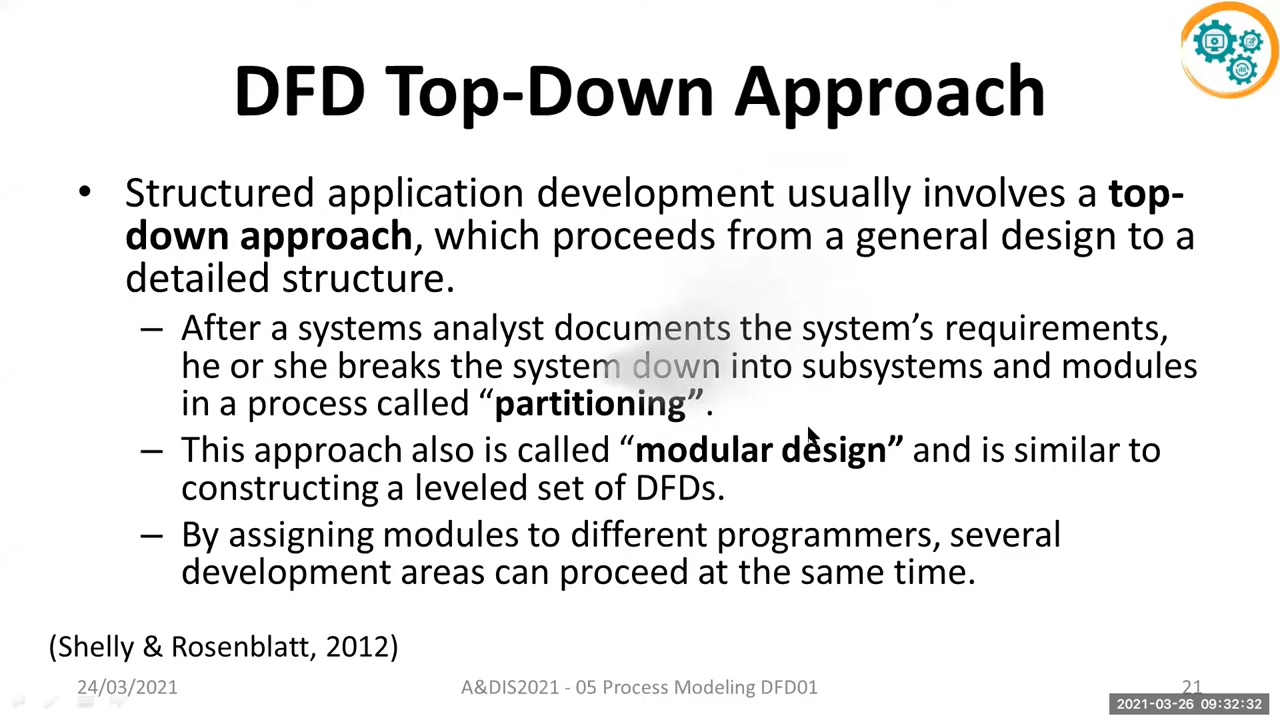 DFD Top-Down Approach
• Structured application development usually involves a top-
down approach, which proceeds from a general design to a
detailed structure.
– After a systems analyst documents the system’s requirements,
he or she breaks the system down into subsystems and modules
in a process called “partitioning”.
– This approach also is called “modular design” and is similar to
constructing a leveled set of DFDs.
– By assigning modules to different programmers, several
development areas can proceed at the same time.
(Shelly & Rosenblatt, 2012)
24/03/2021
A&DIS2021 - 05 Process Modeling DFD01
21
2021-03-26 09:32:32